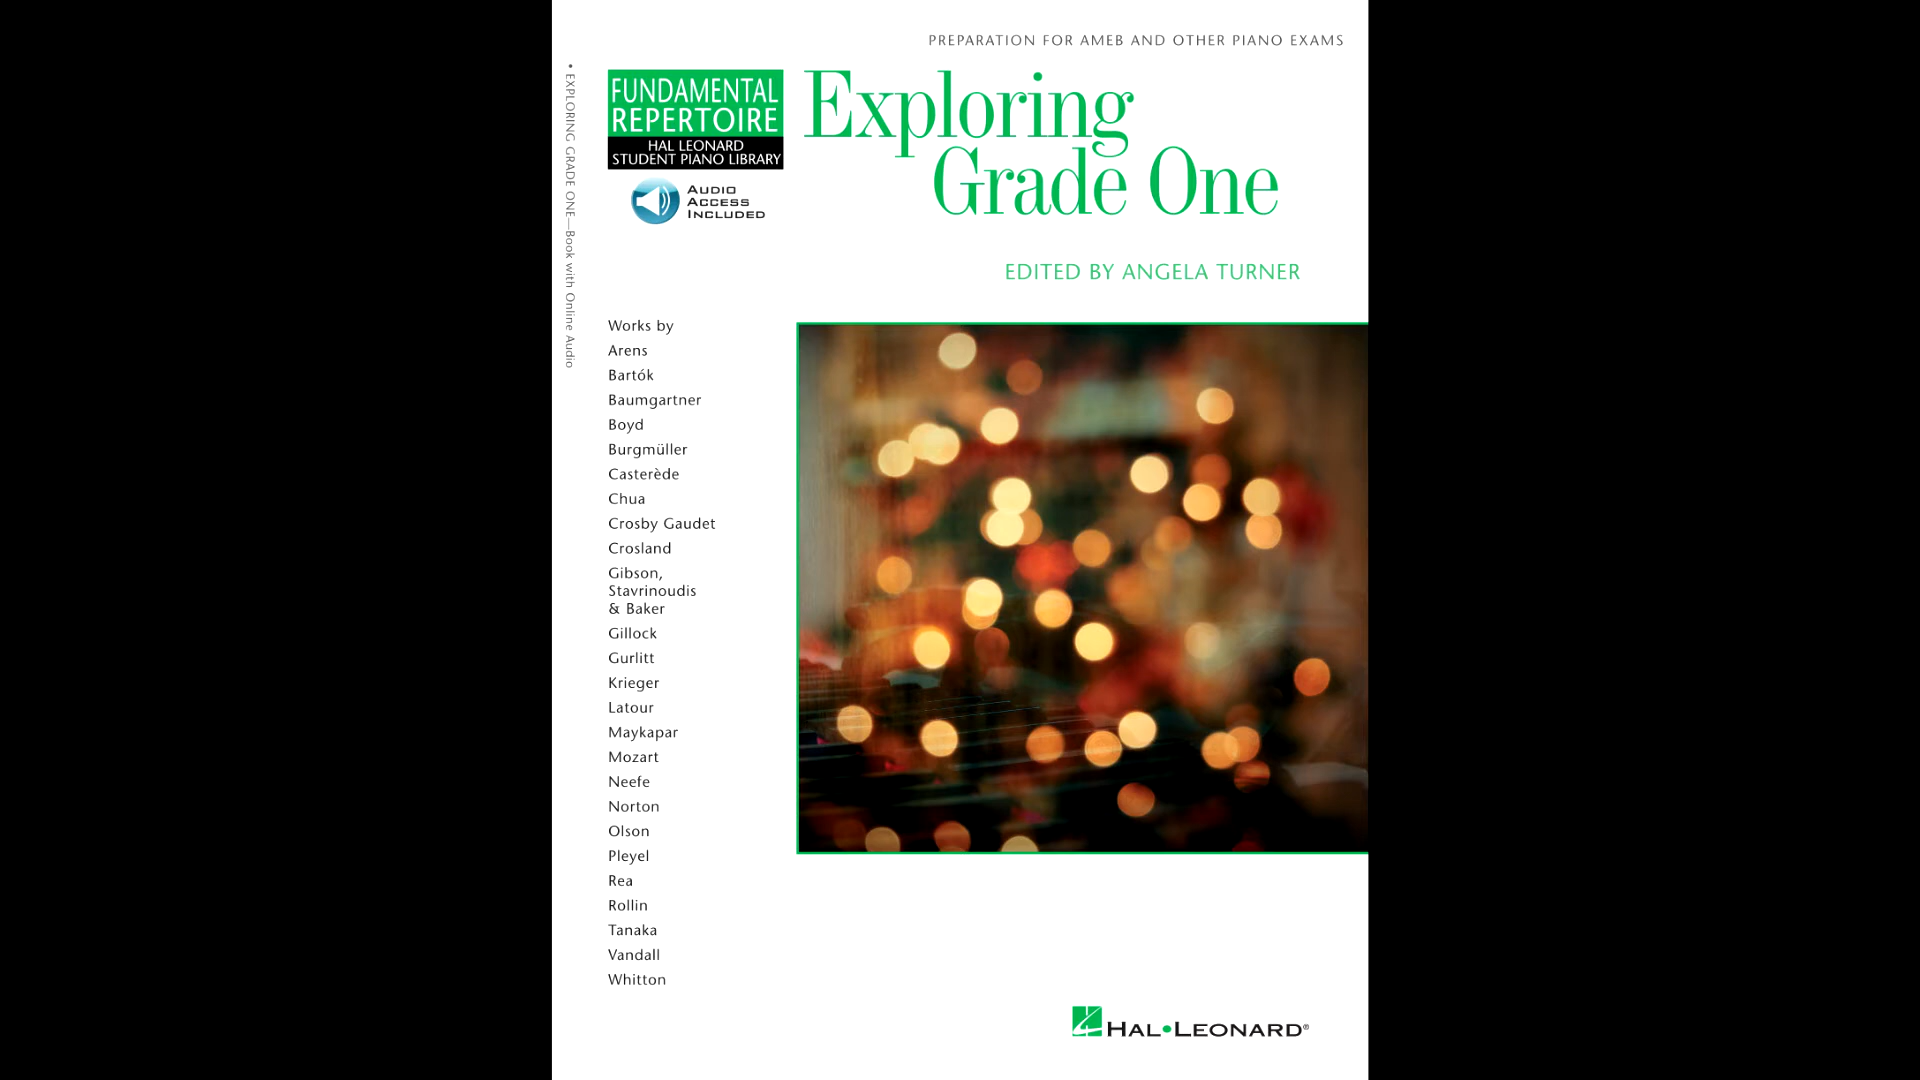 PREPARATION FOR AMEB AND OTHER PIANO EXAMS
• EXPLORING GRADE ONE—Book with Online Audio
FUNDAMENTAL
REPERTOIRE
HAL LEONARD
STUDENT PIANO LIBRARY
AUDIO
ACCESS
INCLUDED
Exploring
Grade One
EDITED BY ANGELA TURNER
Works by
Arens
Bartók
Baumgartner
Boyd
Burgmüller
Casterède
Chua
Crosby Gaudet
Crosland
Gibson,
Stavrinoudis
& Baker
Gillock
Gurlitt
Krieger
Latour
Maykapar
Mozart
Neefe
Norton
Olson
Pleyel
Rea
Rollin
Tanaka
Vandall
Whitton
HAL•LEONARD®